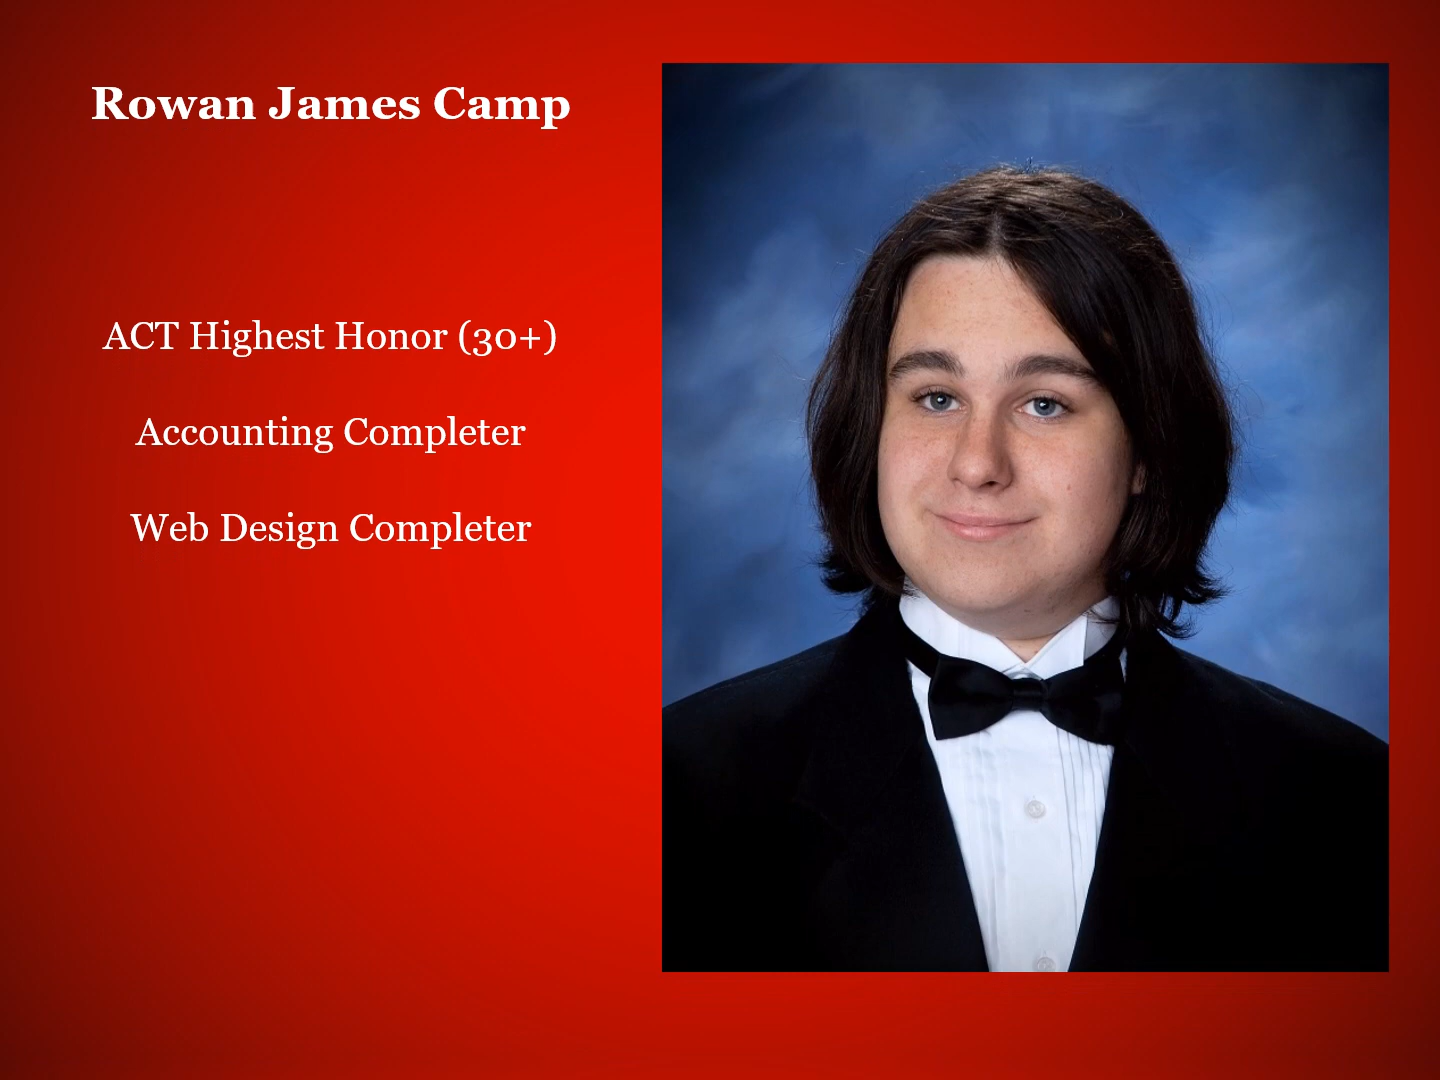 Rowan James Camp
ACT Highest Honor (30+)
Accounting Completer
Web Design Completer